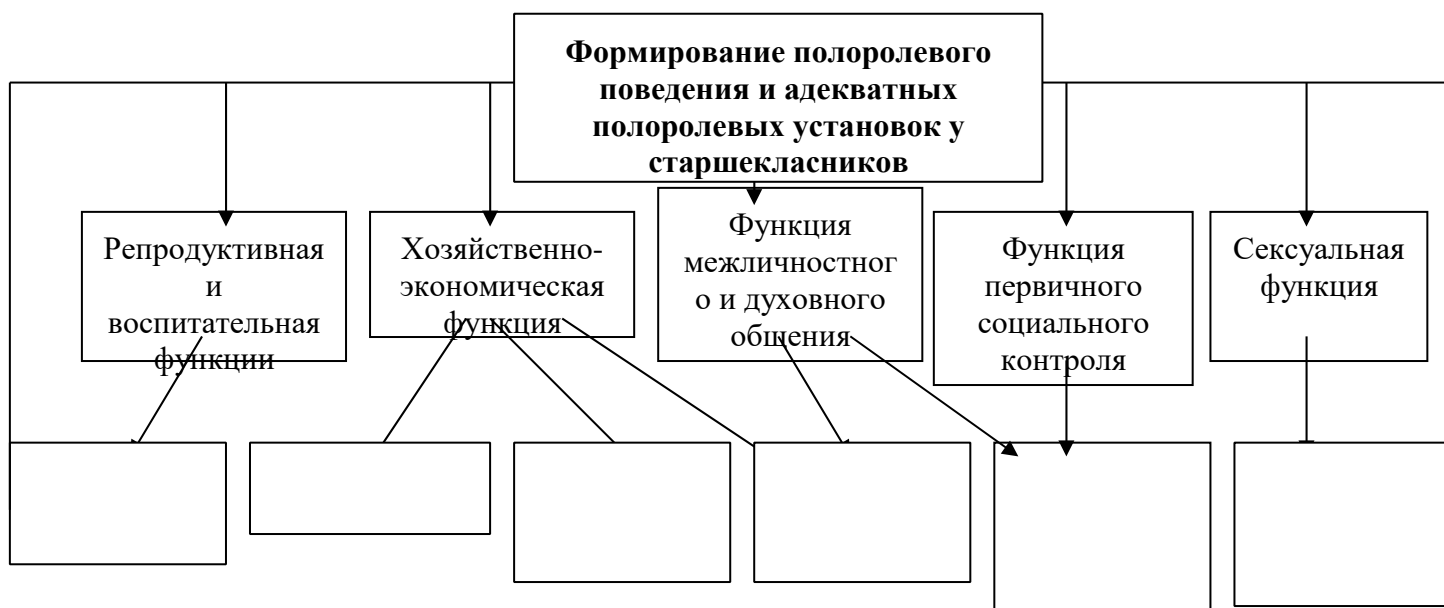 Формирование полоролевого
поведения и адекватных
полоролевых установок у
старшекласников
Репродуктивная
и
воспитательная
функции
Хозяйственно-
экономическая
функция
Функция
межличностног
о и духовного
общения
Функция
первичного
социального
контроля
Сексуальная
функция